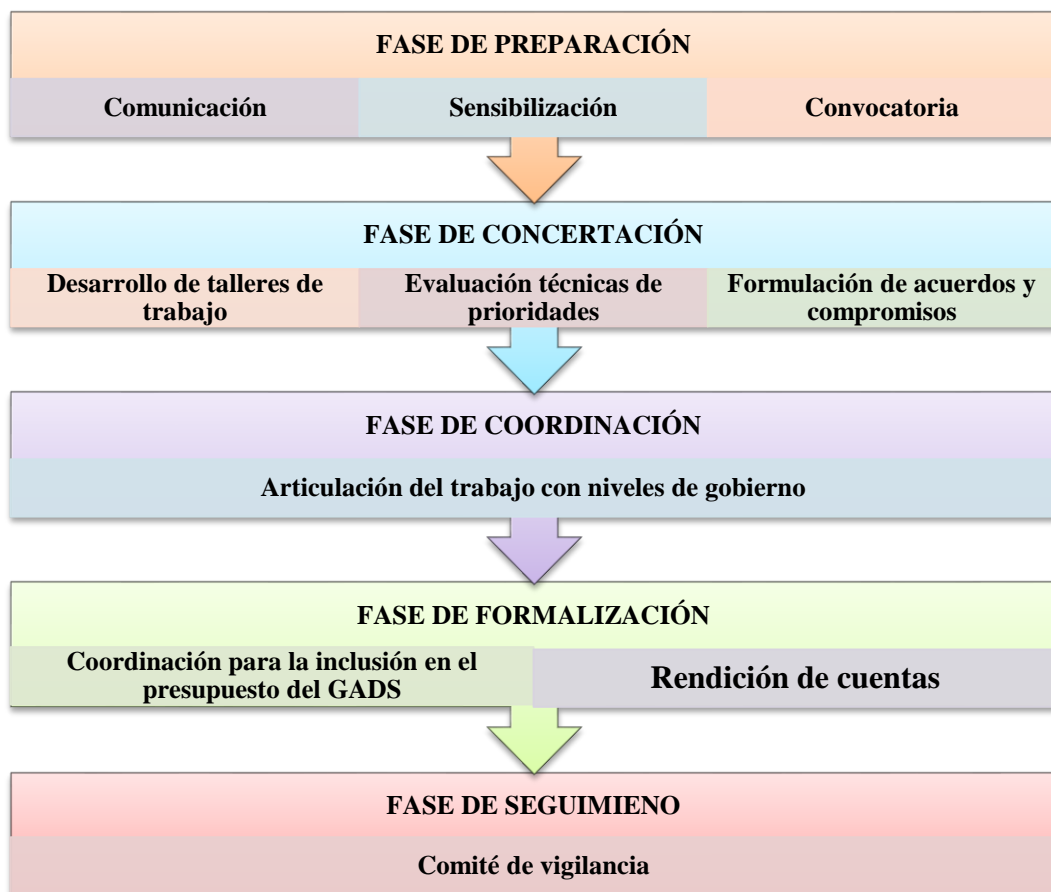 FASE DE PREPARACIÓN
Comunicación
Sensibilización
Convocatoria
FASE DE CONCERTACIÓN
Desarrollo de talleres de
trabajo
Evaluación técnicas de
prioridades
Formulación de acuerdos y
compromisos
FASE DE COORDINACIÓN
Articulación del trabajo con niveles de gobierno
FASE DE FORMALIZACIÓN
Coordinación para la inclusión en el
presupuesto del GADS
Rendición de cuentas
FASE DE SEGUIMIENO
Comité de vigilancia